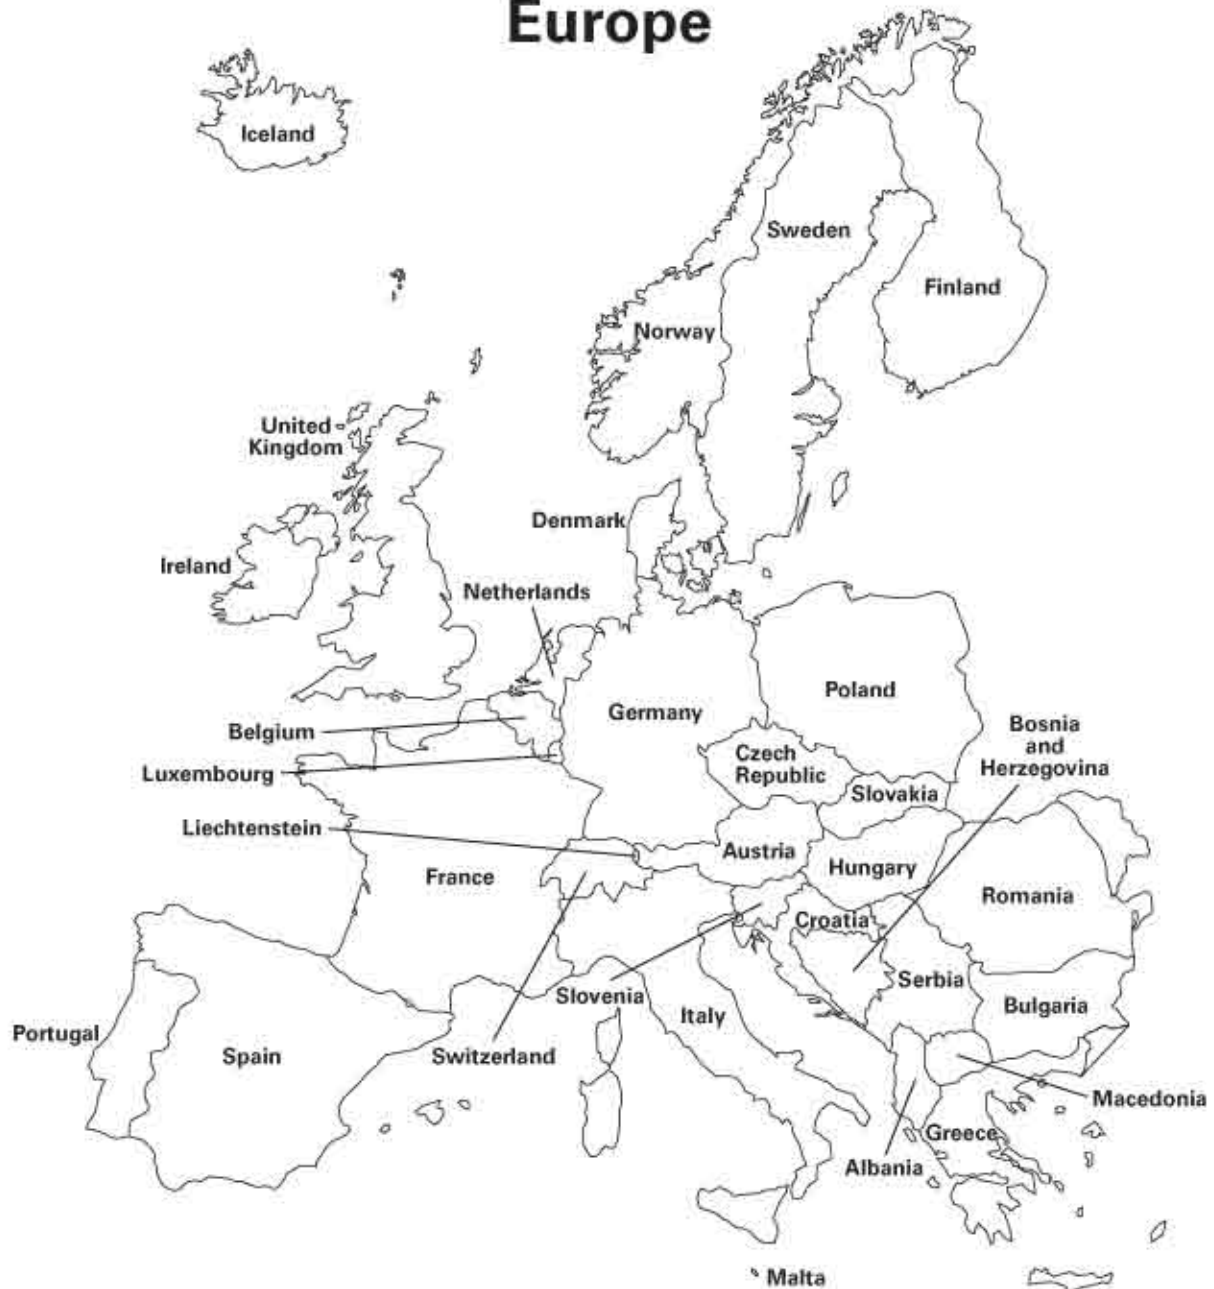 Europe
Iceland
Sweden
Finland
Norway
United
Kingdom
Denmark
Ireland
Netherlands
Poland
Germany
Bosnia
and
Herzegovina
Belgium
Czech
Republic
Luxembourg
Slovakia
Liechtenstein
Austria
Hungary
France
Romania
Croatia
Serbia
Slovenia
Bulgaria
Italy
Portugal
Spain
Switzerland
Macedonia
Greece
Albania
Malta